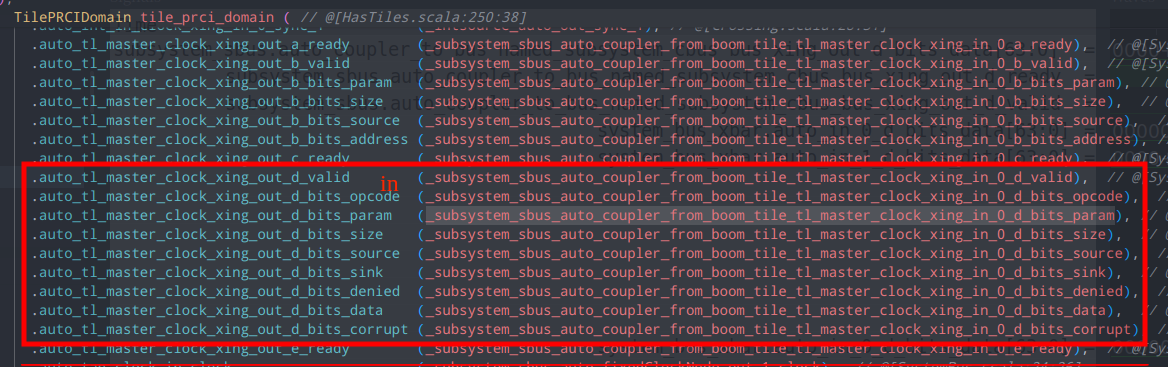 TilePRCIDomain tile_prci_domain ( // @[HasTiles.scala:250:38]
.auto_tl_master_clock_xing_out_a_ready (_subsystem_sbus_auto_coupler_from_boom_tile_tl_master_clock_xing_in_0_a_ready), // @[Sy
.auto_tl_master_clock_xing_out_b_valid (_subsystem_sbus_auto_coupler_from_boom_tile_tl_master_clock_xing_in_0_b_valid), // @[Sy
.auto_tl_master_clock_xing_out_b_bits_param (_subsystem_sbus_auto_coupler_from_boom_tile_tl_master_clock_xing_in_0_b_bits_param), //
.auto_tl_master_clock_xing_out_b_bits_size (_subsystem_sbus_auto_coupler_from_boom_tile_tl_master_clock_xing_in_0_b_bits_size), //
.auto_tl_master_clock_xing_out_b_bits_source (_subsystem_sbus_auto_coupler_from_boom_tile_tl_master_clock_xing_in_0_b_bits_source), /
.auto_tl_master_clock_xing_out_b_bits_address (_subsystem_sbus_auto_coupler_from_boom_tile_tl_master_clock_xing_in_0_b_bits_address), /
.auto_tl_master_clock_xing_out_c_ready (_subsystem_sbus_auto_coupler_from_boom_tile_tl_master_clock_xing_in_0_c_ready), // @[Sy
.auto_tl_master_clock_xing_out_d_valid (_subsystem_sbus_auto_coupler_from_boom_tile_tl_master_clock_xing_in_0_d_valid), // @[Sy
in
.auto_tl_master_clock_xing_out_d_bits_opcode (_subsystem_sbus_auto_coupler_from_boom_tile_tl_master_clock_xing_in_0_d_bits_opcode), /
.auto_tl_master_clock_xing_out_d_bits_param (_subsystem_sbus_auto_coupler_from_boom_tile_tl_master_clock_xing_in_0_d_bits_param), //
.auto_tl_master_clock_xing_out_d_bits_size (_subsystem_sbus_auto_coupler_from_boom_tile_tl_master_clock_xing_in_0_d_bits_size), //
.auto_tl_master_clock_xing_out_d_bits_source (_subsystem_sbus_auto_coupler_from_boom_tile_tl_master_clock_xing_in_0_d_bits_source), /
.auto_tl_master_clock_xing_out_d_bits_sink (_subsystem_sbus_auto_coupler_from_boom_tile_tl_master_clock_xing_in_0_d_bits_sink), //
.auto_tl_master_clock_xing_out_d_bits_denied (_subsystem_sbus_auto_coupler_from_boom_tile_tl_master_clock_xing_in_0_d_bits_denied), /
.auto_tl_master_clock_xing_out_d_bits_data (_subsystem_sbus_auto_coupler_from_boom_tile_tl_master_clock_xing_in_0_d_bits_data), //
.auto_tl_master_clock_xing_out_d_bits_corrupt (_subsystem_sbus_auto_coupler_from_boom_tile_tl_master_clock_xing_in_0_d_bits_corrupt)
.auto_tl_master_clock_xing_out_e_ready (_subsystem_sbus_auto_coupler_from_boom_tile_tl_master_clock_xing_in_0_e_ready), // @[Sy